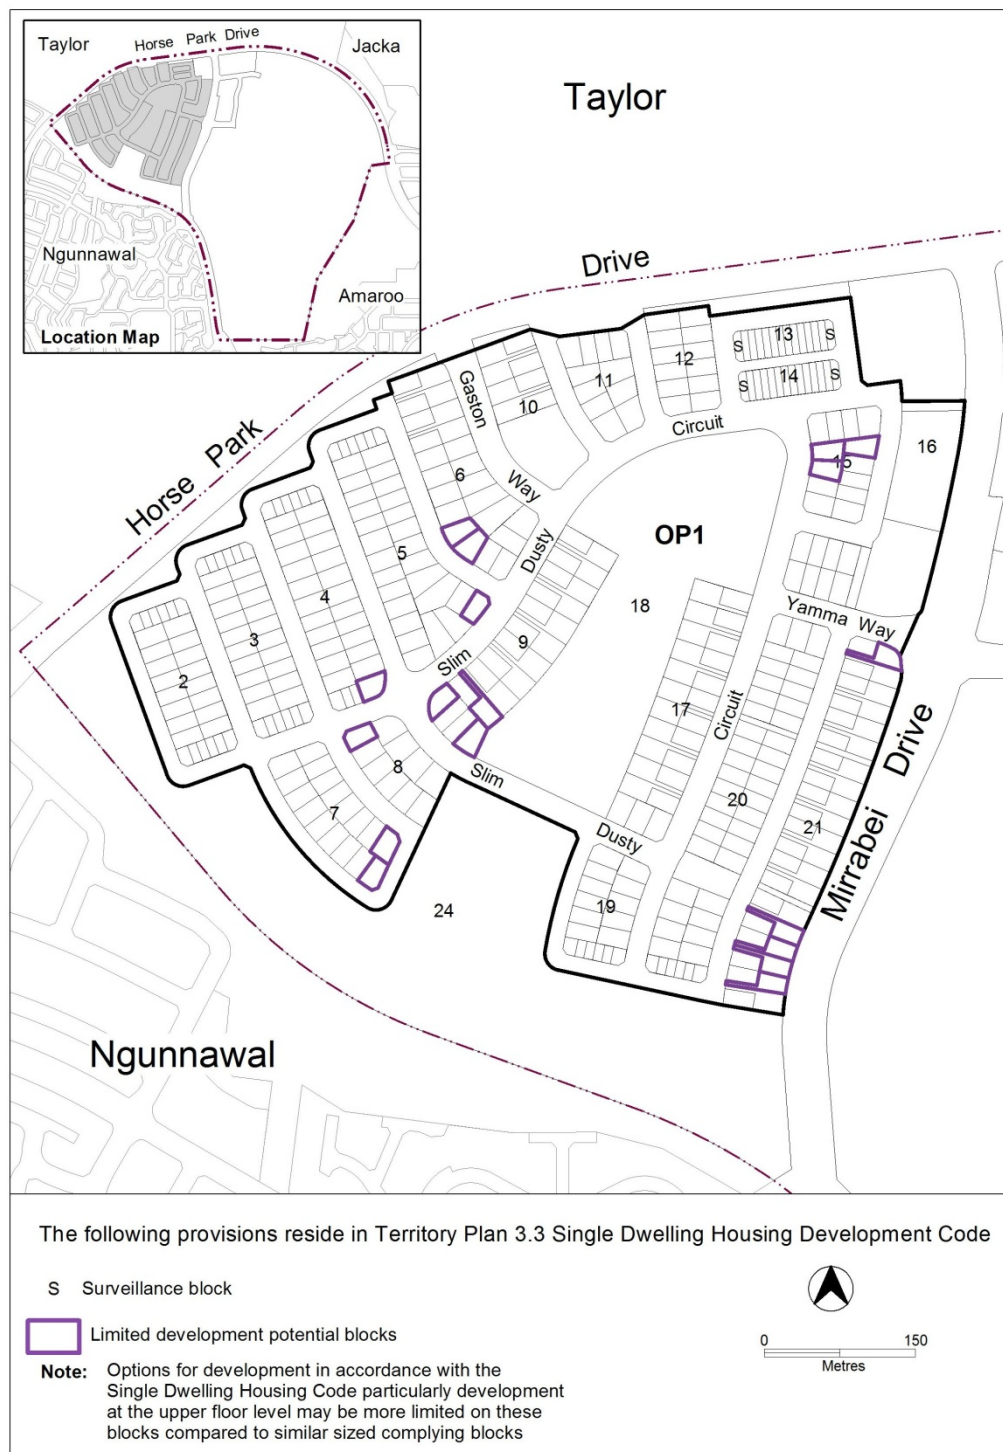 Taylor
Horse Park Drive
Jacka
Ngunnawal
Amaroo
Location Map
Taylor
Horse Park Drive
Gaston Way
10
11
12
13
S
S
14
S
S
Circuit
15
16
6
5
4
3
2
Dusty
OP1
18
9
Slim
Yamma Way
17
Circuit
20
21
Mirrabei Drive
8
7
Slim
Dusty
19
24
Ngunnawal
The following provisions reside in Territory Plan 3.3 Single Dwelling Housing Development Code
S Surveillance block
Limited development potential blocks
Note: Options for development in accordance with the
Single Dwelling Housing Code particularly development
at the upper floor level may be more limited on these
blocks compared to similar sized complying blocks
0 150
Metres